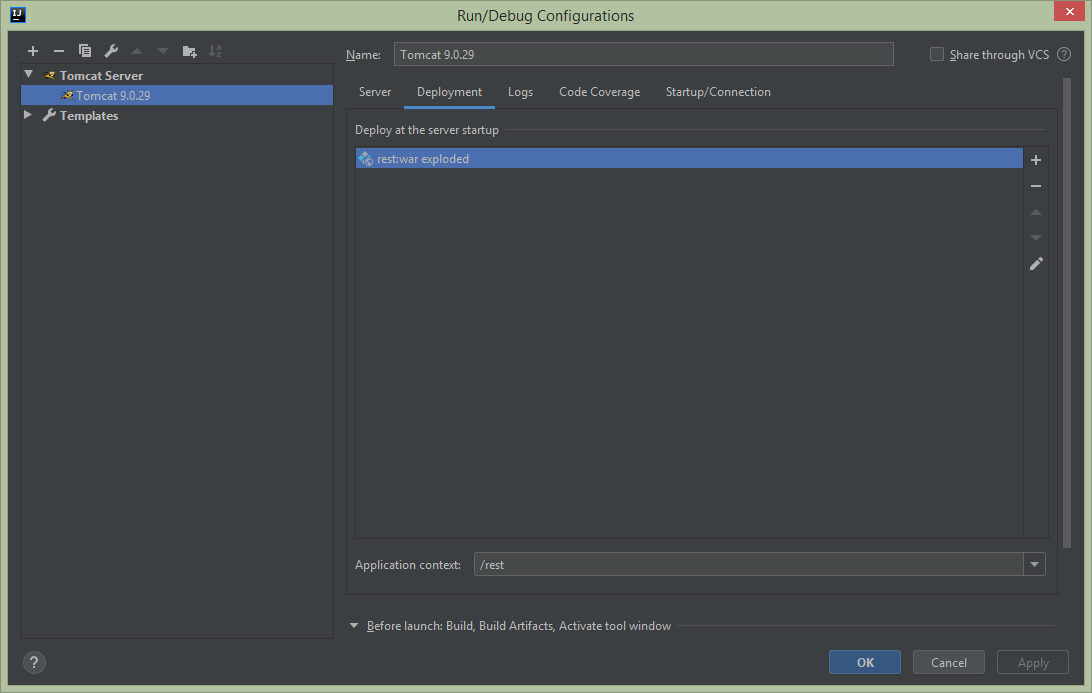 Run/Debug Configurations
Name: Tomcat 9.0.29
Share through VCS ?
Tomcat Server
Tomcat 9.0.29
Templates
Server Deployment Logs Code Coverage Startup/Connection
Deploy at the server startup
rest:war exploded
Application context: /rest
Before launch: Build, Build Artifacts, Activate tool window
? OK Cancel Apply